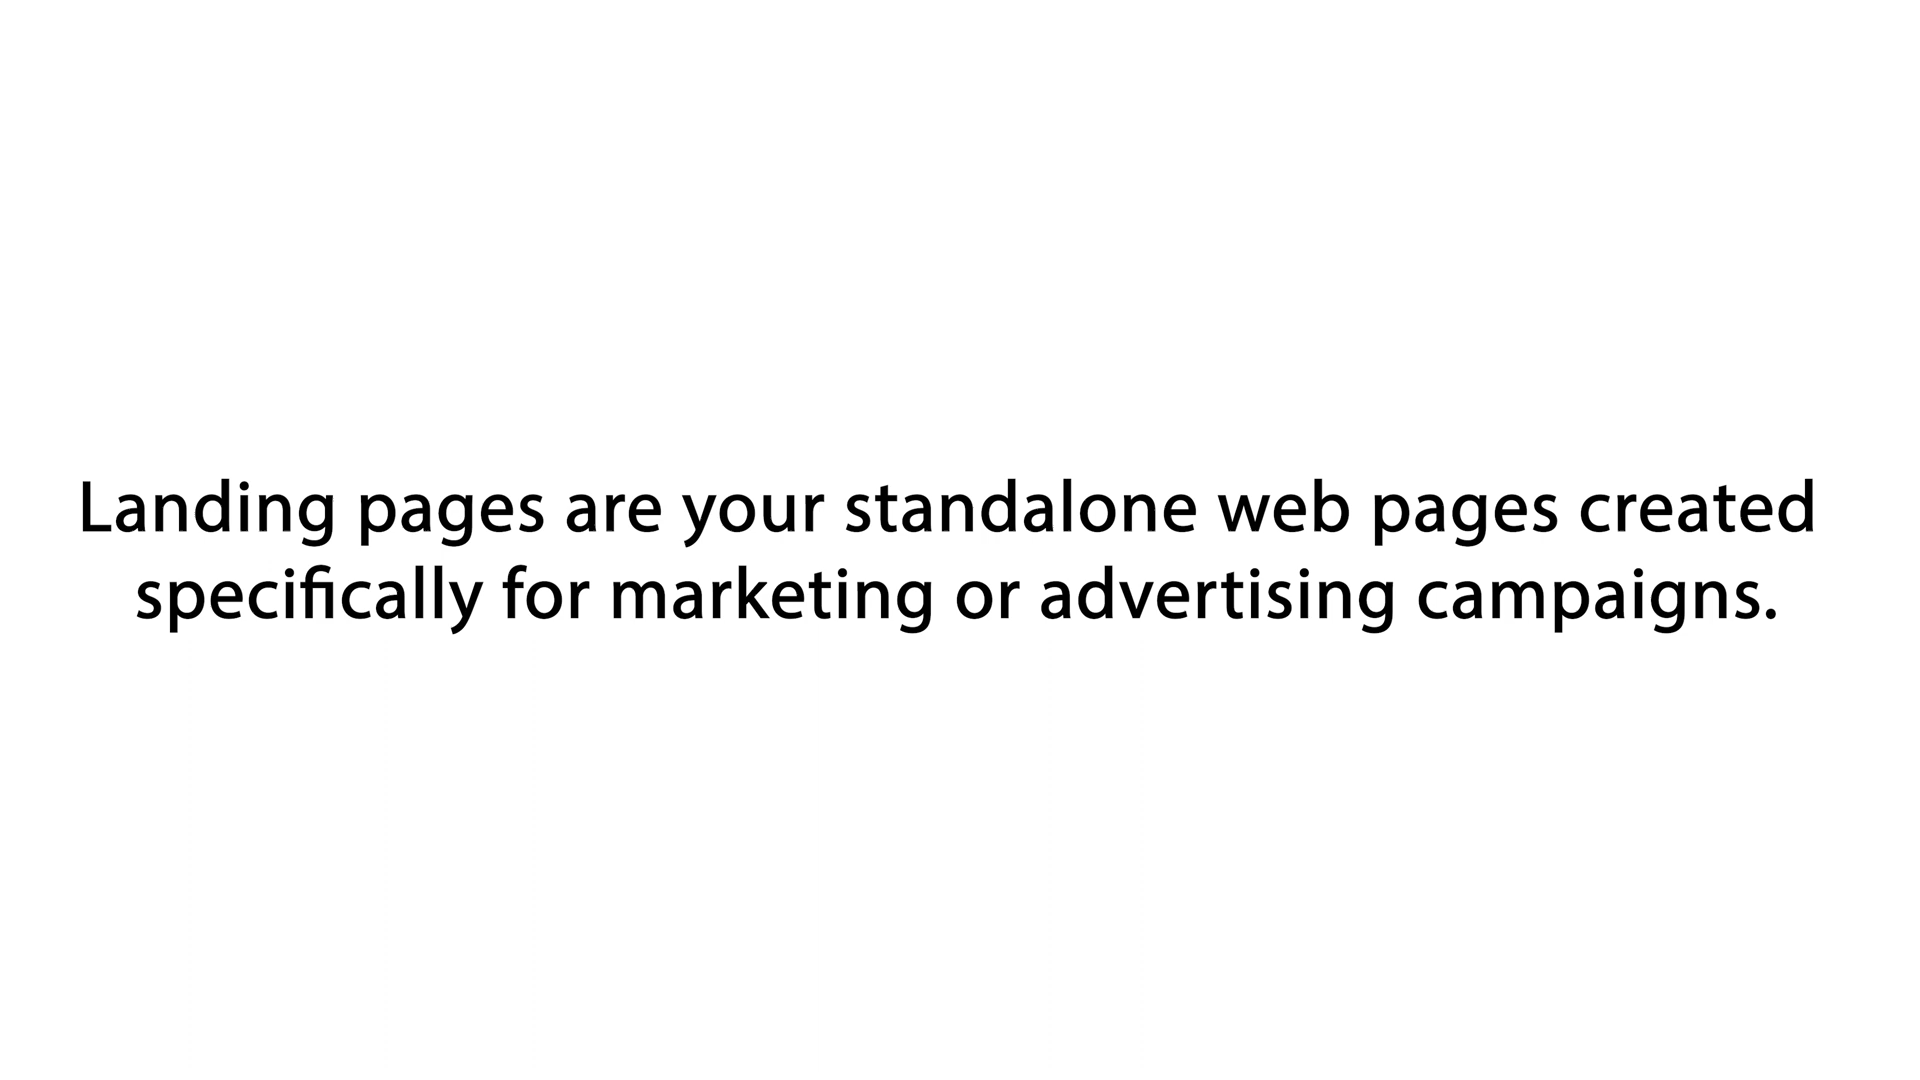 Landing pages are your standalone web pages created
specifically for marketing or advertising campaigns.